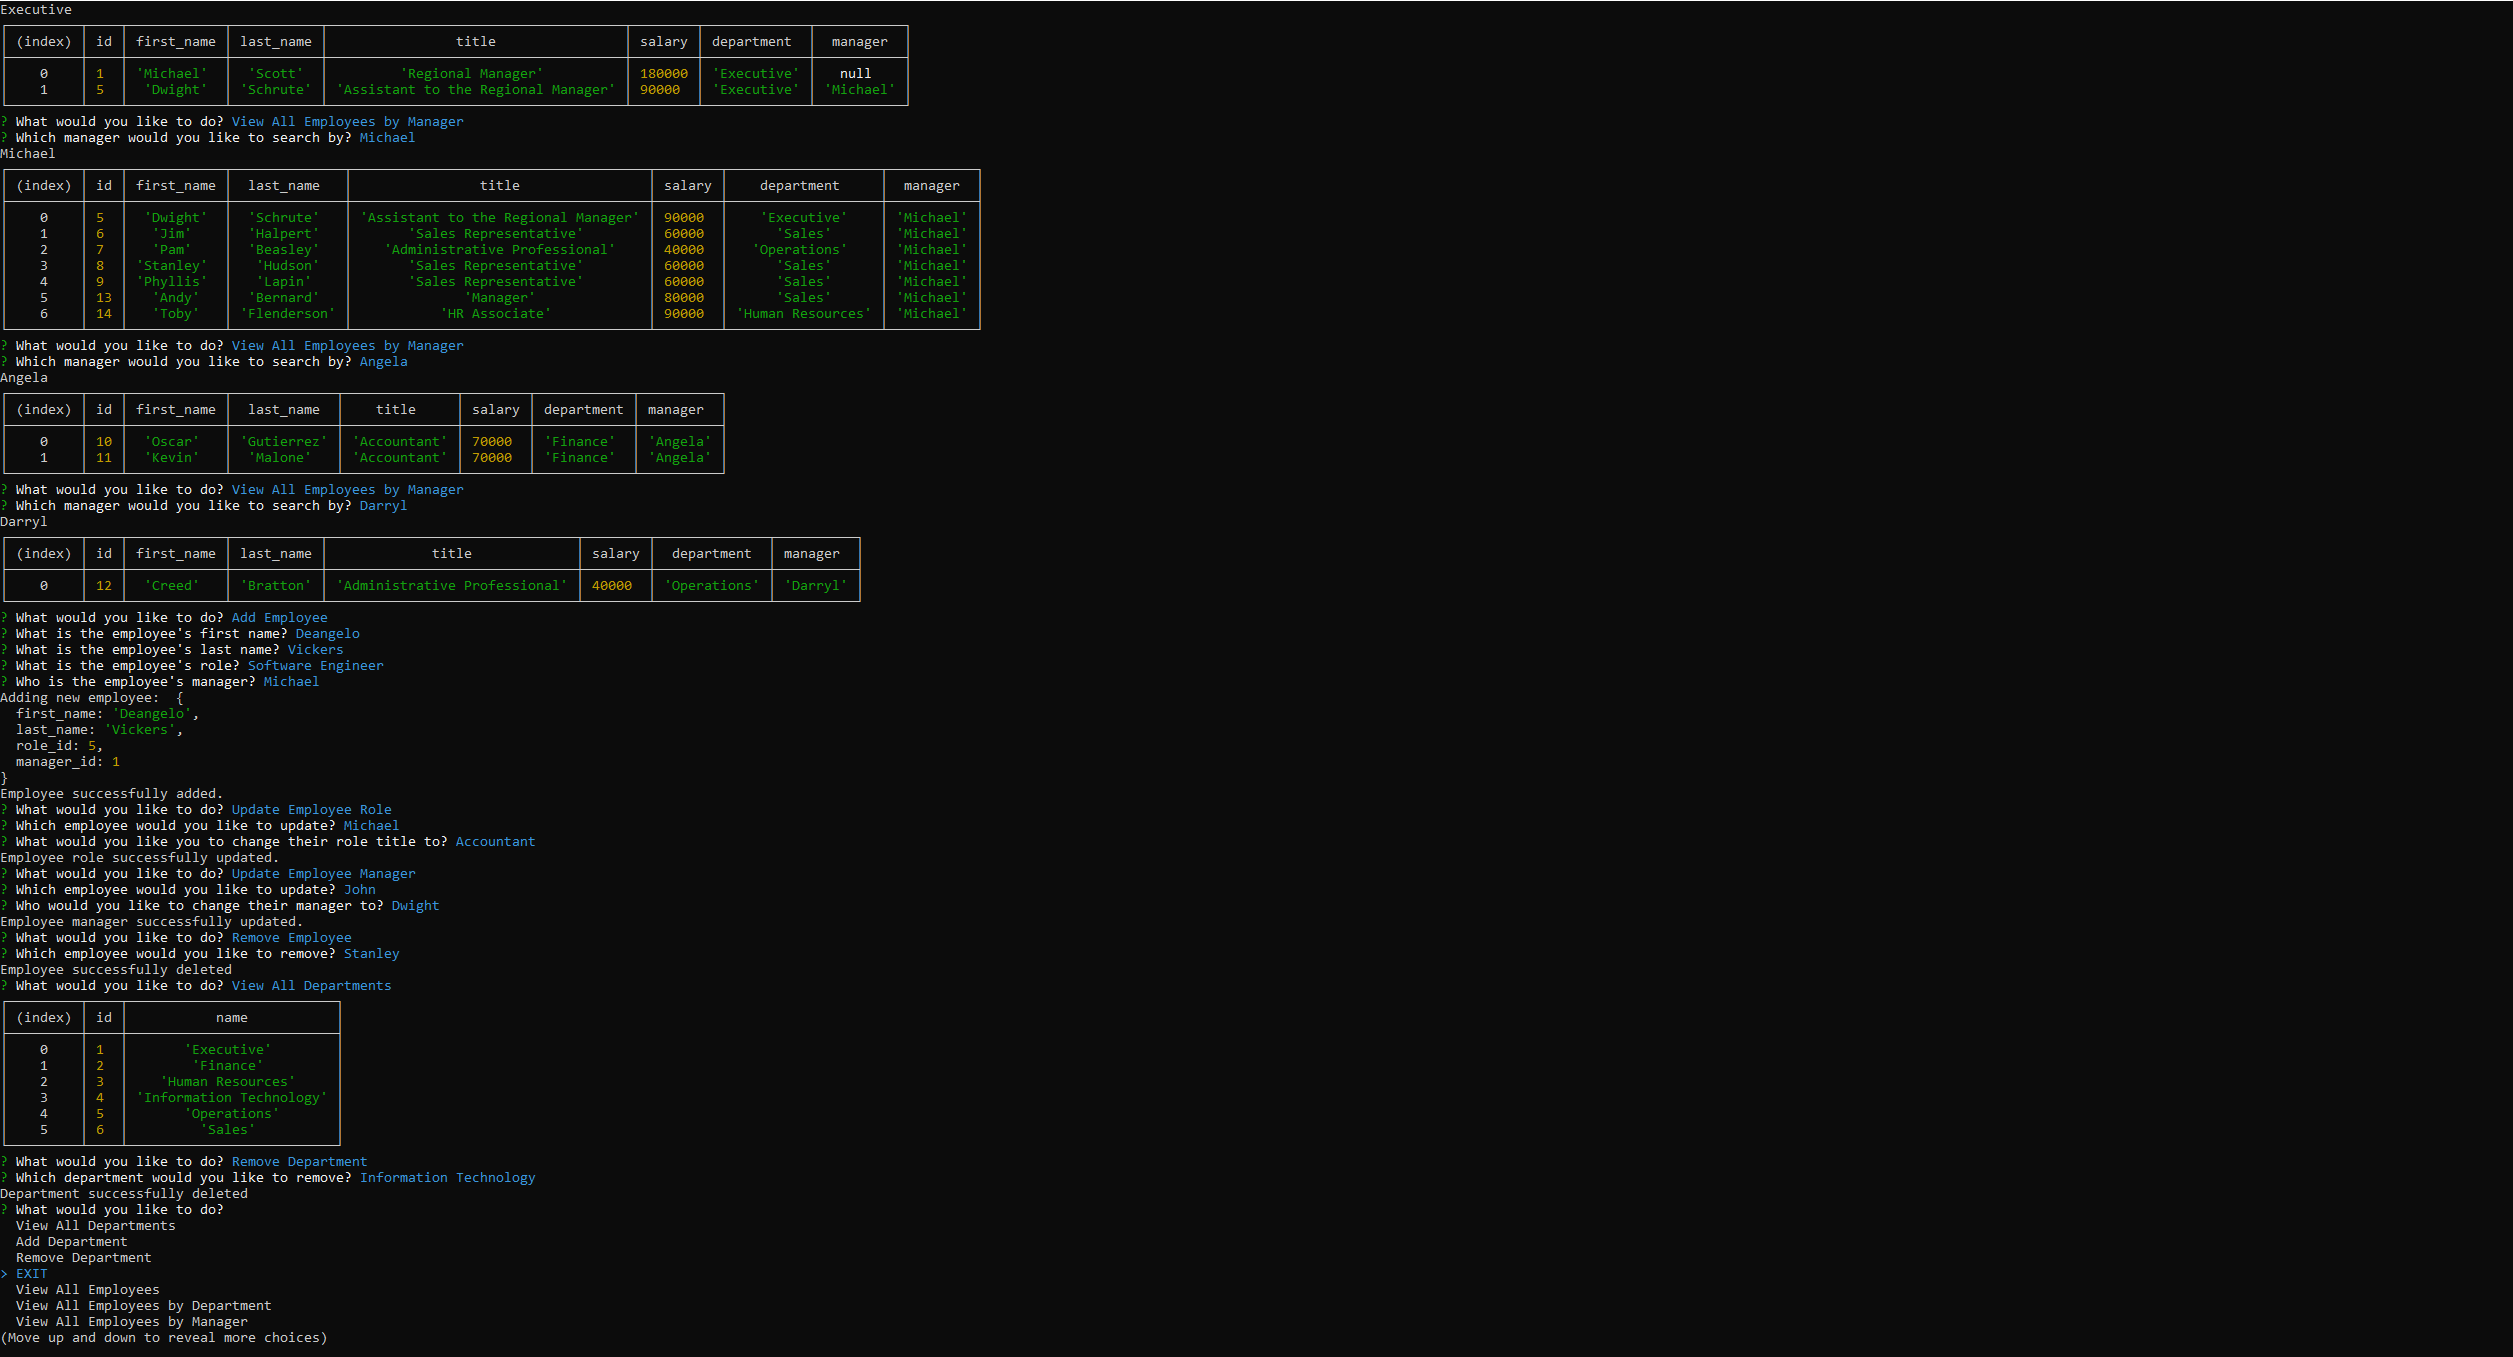 Executive
(index) id first_name last_name title salary department manager
0 1 'Michael' 'Scott' 'Regional Manager' 180000 'Executive' null
1 5 'Dwight' 'Schrute' 'Assistant to the Regional Manager' 90000 'Executive' 'Michael'
? What would you like to do? View All Employees by Manager
? Which manager would you like to search by? Michael
Michael
(index) id first_name last_name title salary department manager
0 5 'Dwight' 'Schrute' 'Assistant to the Regional Manager' 90000 'Executive' 'Michael'
1 6 'Jim' 'Halpert' 'Sales Representative' 60000 'Sales' 'Michael'
2 7 'Pam' 'Beasley' 'Administrative Professional' 40000 'Operations' 'Michael'
3 8 'Stanley' 'Hudson' 'Sales Representative' 60000 'Sales' 'Michael'
4 9 'Phyllis' 'Lapin' 'Sales Representative' 60000 'Sales' 'Michael'
5 13 'Andy' 'Bernard' 'Manager' 80000 'Sales' 'Michael'
6 14 'Toby' 'Flenderson' 'HR Associate' 90000 'Human Resources' 'Michael'
? What would you like to do? View All Employees by Manager
? Which manager would you like to search by? Angela
Angela
(index) id first_name last_name title salary department manager
0 10 'Oscar' 'Gutierrez' 'Accountant' 70000 'Finance' 'Angela'
1 11 'Kevin' 'Malone' 'Accountant' 70000 'Finance' 'Angela'
? What would you like to do? View All Employees by Manager
? Which manager would you like to search by? Darryl
Darryl
(index) id first_name last_name title salary department manager
0 12 'Creed' 'Bratton' 'Administrative Professional' 40000 'Operations' 'Darryl'
? What would you like to do? Add Employee
? What is the employee's first name? Deangelo
? What is the employee's last name? Vickers
? What is the employee's role? Software Engineer
? Who is the employee's manager? Michael
Adding new employee:  {
  first_name: 'Deangelo',
  last_name: 'Vickers',
  role_id: 5,
  manager_id: 1
}
Employee successfully added.
? What would you like to do? Update Employee Role
? Which employee would you like to update? Michael
? What would you like you to change their role title to? Accountant
Employee role successfully updated.
? What would you like to do? Update Employee Manager
? Which employee would you like to update? John
? Who would you like to change their manager to? Dwight
Employee manager successfully updated.
? What would you like to do? Remove Employee
? Which employee would you like to remove? Stanley
Employee successfully deleted
? What would you like to do? View All Departments
(index) id name
0 1 'Executive'
1 2 'Finance'
2 3 'Human Resources'
3 4 'Information Technology'
4 5 'Operations'
5 6 'Sales'
? What would you like to do? Remove Department
? Which department would you like to remove? Information Technology
Department successfully deleted
? What would you like to do?
  View All Departments
  Add Department
  Remove Department
> EXIT
  View All Employees
  View All Employees by Department
  View All Employees by Manager
(Move up and down to reveal more choices)